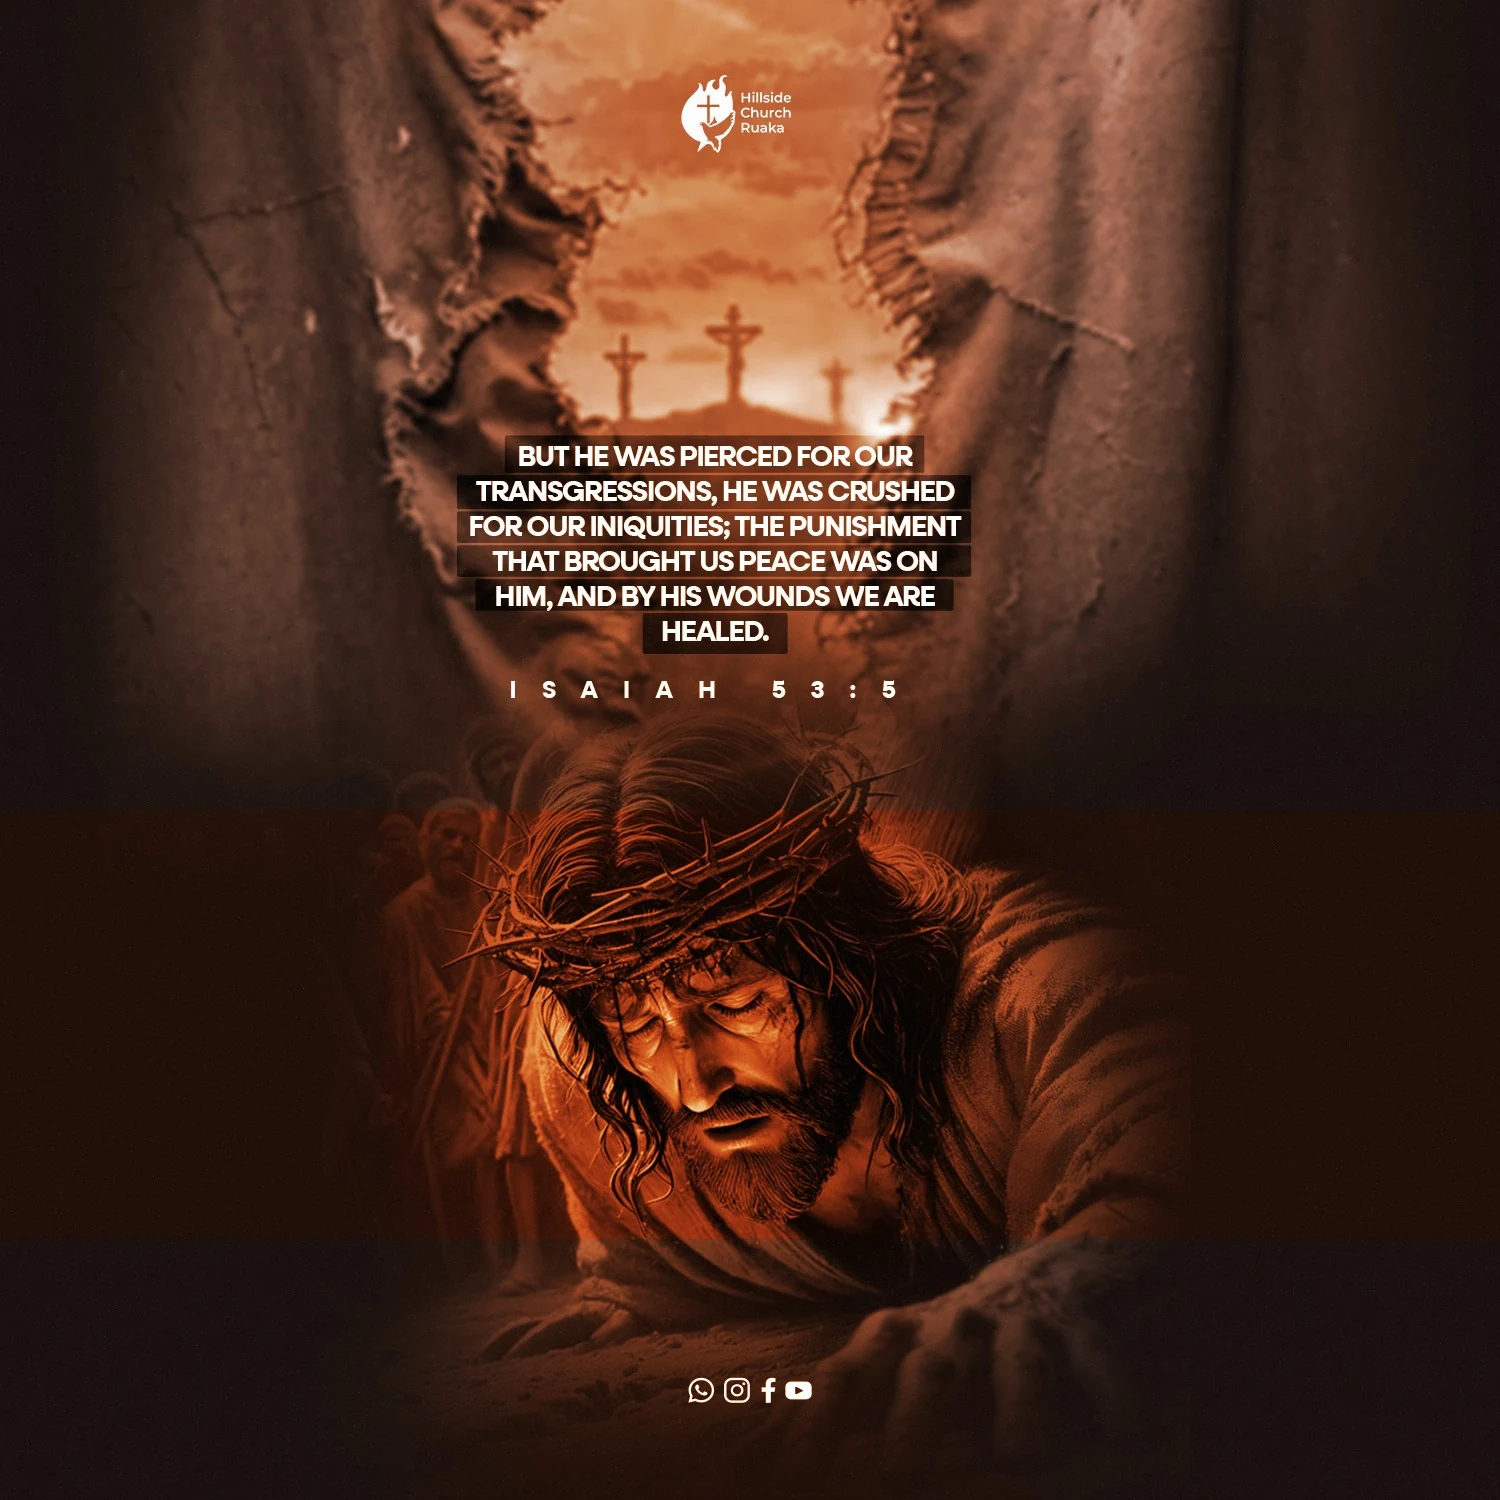 Hillside
Church
Ruaka
BUT HE WAS PIERCED FOR OUR
TRANSGRESSIONS, HE WAS CRUSHED
FOR OUR INIQUITIES; THE PUNISHMENT
THAT BROUGHT US PEACE WAS ON
HIM, AND BY HIS WOUNDS WE ARE
HEALED.
ISAIAH 53:5